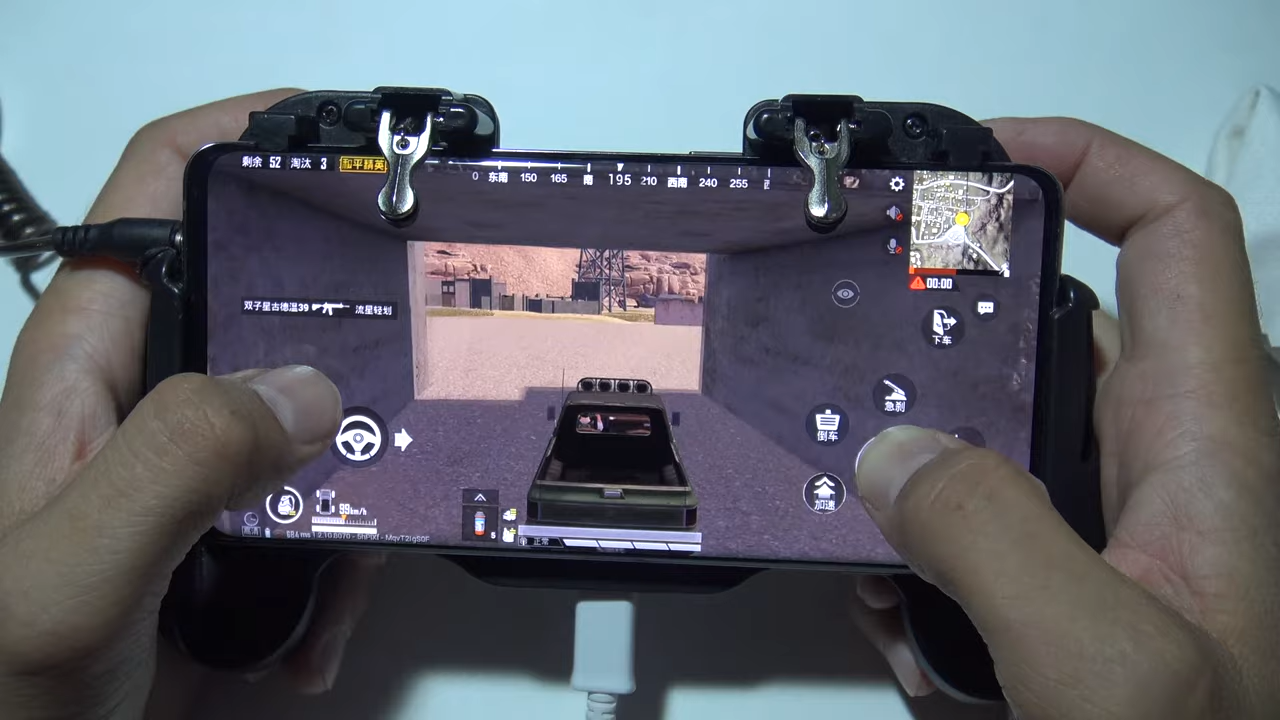 剩余 52 淘汰 3 和平精英
0 东南 150 165 南 195 210 西南 240 255
00:00
双子星古德温39 流星轻划
下车
急刹
倒车
加速
99km/h
5
正常